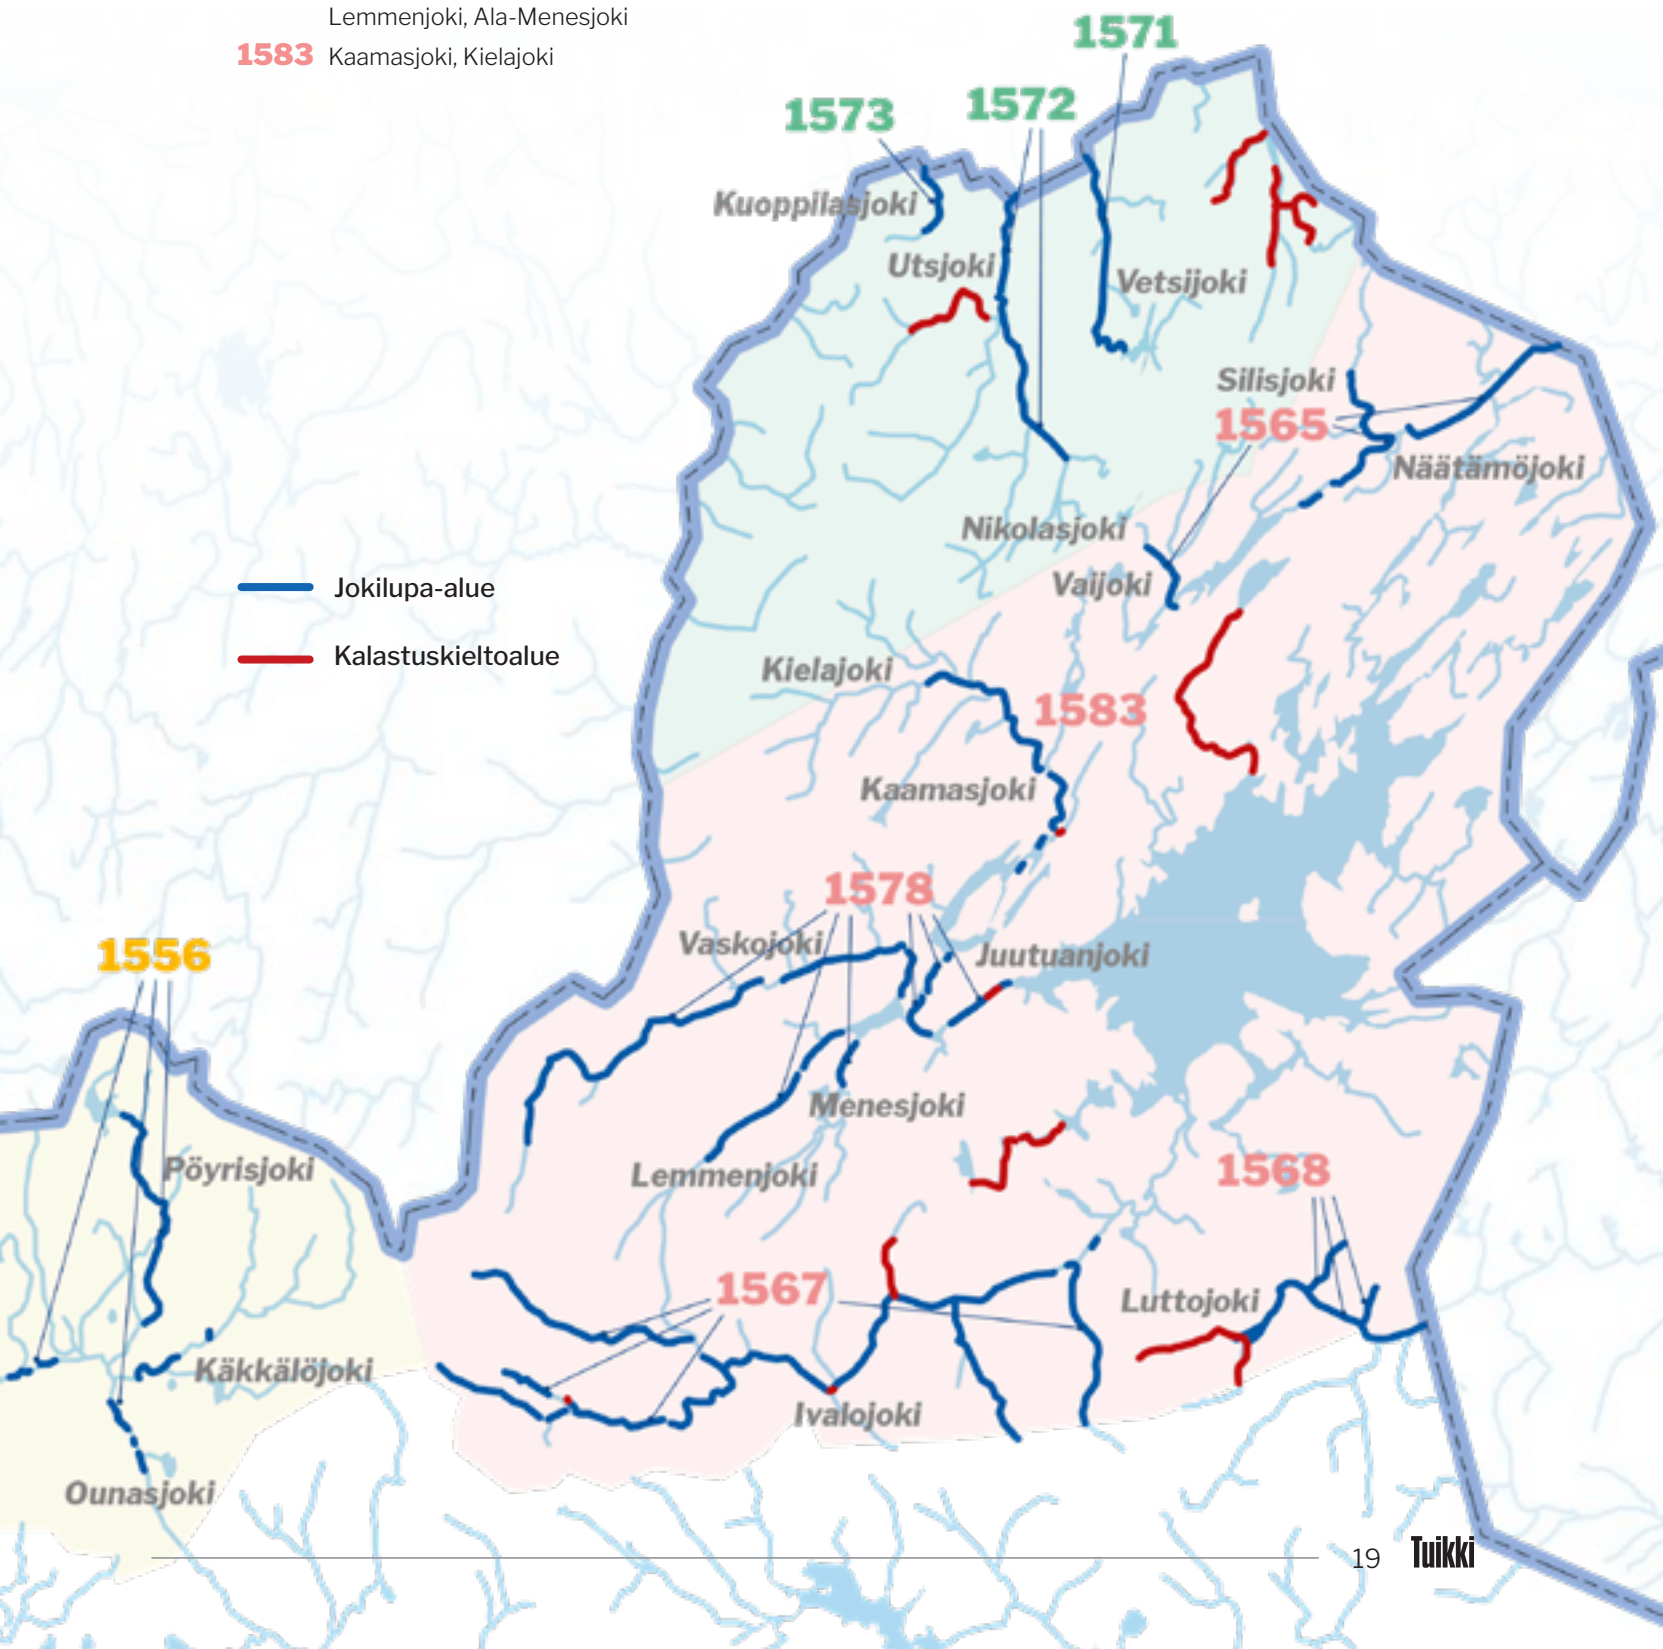 Lemmenjoki, Ala-Menesjoki
1583 Kaamasjoki, Kielajoki
1571
1572
1573
Kuoppilasjoki
Utsjoki
Vetsijoki
Silisjoki
1565
Näätämöjoki
Nikolasjoki
Vaijoki
Jokilupa-alue
Kalastuskieltoalue
Kielajoki
1583
Kaamasjoki
1578
Vaskojoki
Juutuanjoki
1556
Menesjoki
Pöyrisjoki
Lemmenjoki
1568
1567
Luttojoki
Käkkälöjoki
Ivalojoki
Ounasjoki
19 Tuikki